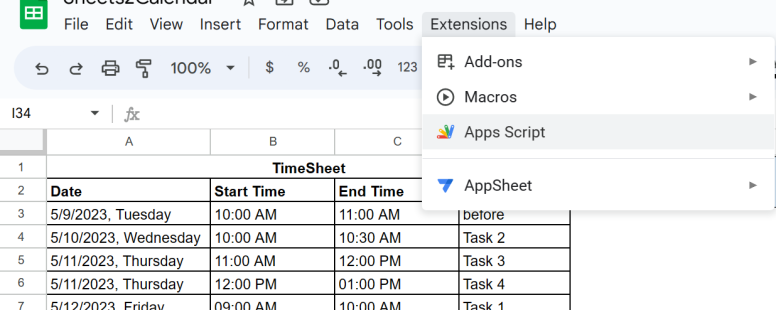 Sheets2Calendar
File Edit View Insert Format Data Tools Extensions Help
100% $ % .0 .00 123
Add-ons
Macros
Apps Script
AppSheet
I34 fx
A B C
1 TimeSheet
2 Date Start Time End Time
3 5/9/2023, Tuesday 10:00 AM 11:00 AM before
4 5/10/2023, Wednesday 10:00 AM 10:30 AM Task 2
5 5/11/2023, Thursday 11:00 AM 12:00 PM Task 3
6 5/11/2023, Thursday 12:00 PM 01:00 PM Task 4
7 5/12/2023, Friday 09:00 AM 10:00 AM Task 1